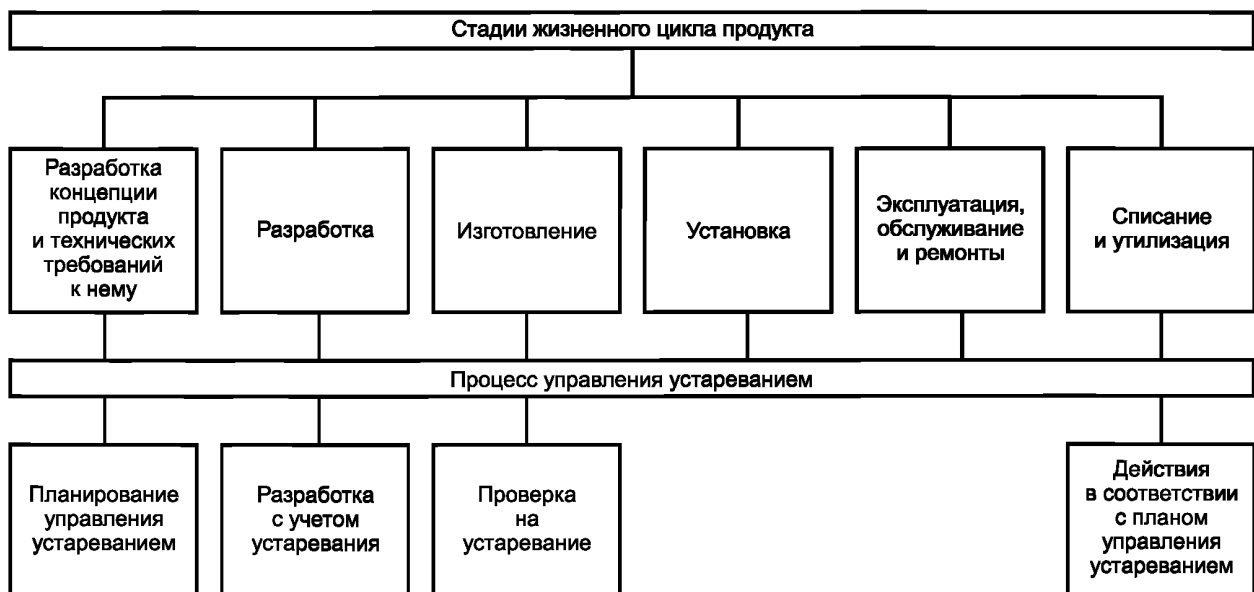 Стадии жизненного цикла продукта
Разработка
концепции
продукта
и технических
требований
к нему
Разработка
Изготовление
Установка
Эксплуатация,
обслуживание
и ремонты
Списание
и утилизация
Процесс управления устареванием
Планирование
управления
устареванием
Разработка
с учетом
устаревания
Проверка
на
устаревание
Действия
в соответствии
с планом
управления
устареванием